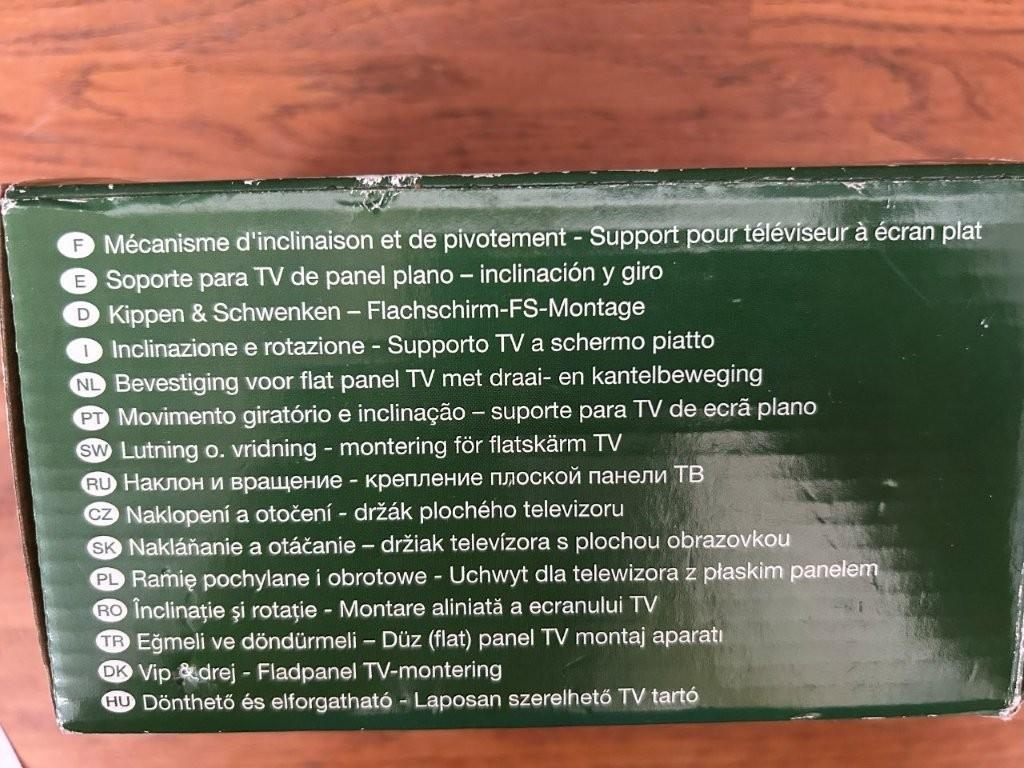 F Mécanisme d'inclinaison et de pivotement - Support pour téléviseur à écran plat
E Soporte para TV de panel plano – inclinación y giro
D Kippen & Schwenken – Flachschirm-FS-Montage
I Inclinazione e rotazione - Supporto TV a schermo piatto
NL Bevestiging voor flat panel TV met draai- en kantelbeweging
PT Movimento giratório e inclinação – suporte para TV de ecrã plano
SW Lutning o. vridning - montering för flatskärm TV
RU Наклон и вращение - крепление плоской панели ТВ
CZ Naklopení a otočení - držák plochého televizoru
SK Nakláňanie a otáčanie – držiak televízora s plochou obrazovkou
PL Ramię pochylane i obrotowe - Uchwyt dla telewizora z płaskim panelem
RO Înclinaţie şi rotaţie - Montare aliniată a ecranului TV
TR Eğmeli ve döndürmeli – Düz (flat) panel TV montaj aparatı
DK Vip & drej - Fladpanel TV-montering
HU Dönthető és elforgatható - Laposan szerelhető TV tartó